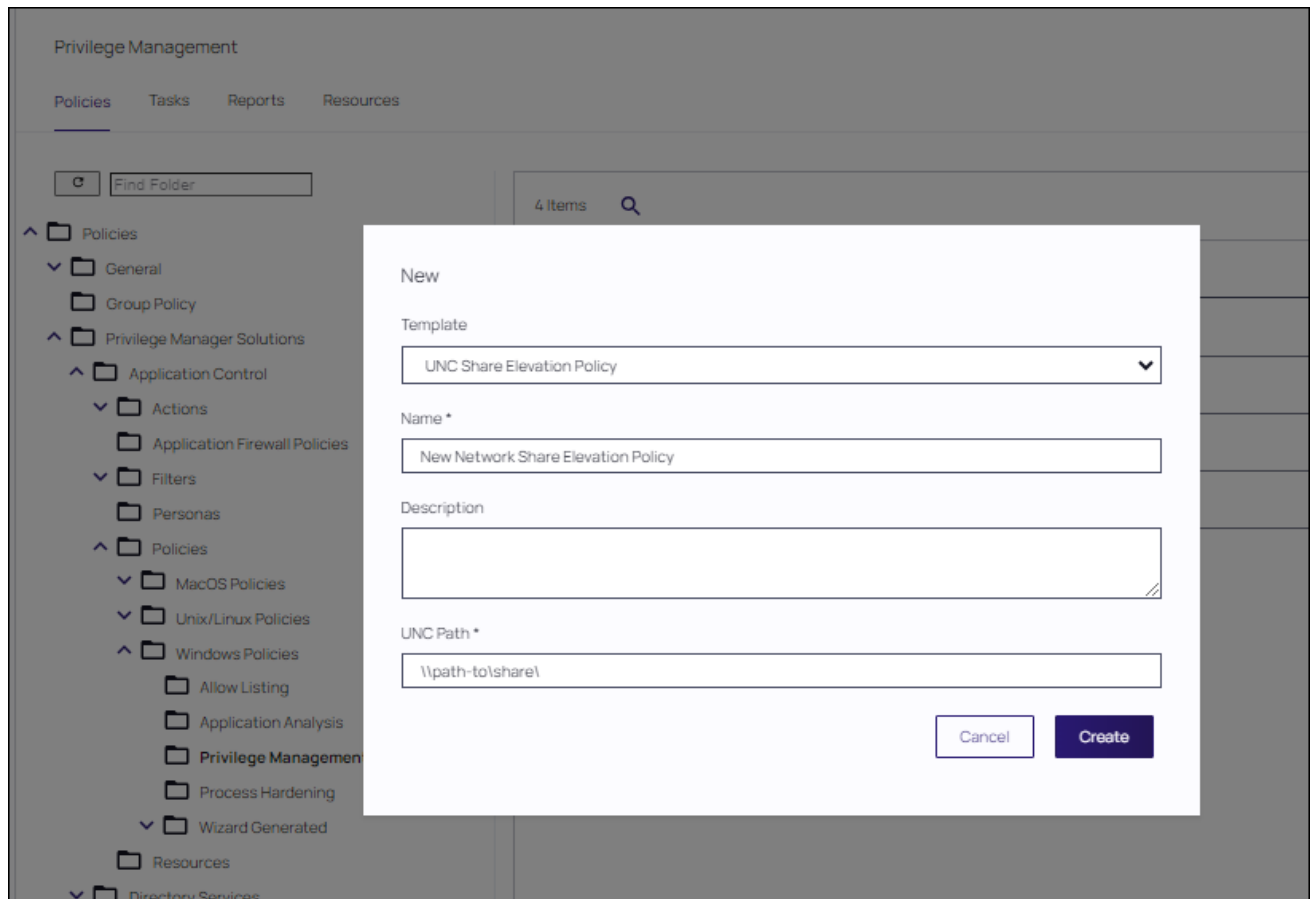 Privilege Management
Policies Tasks Reports Resources
Find Folder
4 Items
Policies
General
Group Policy
Privilege Manager Solutions
Application Control
Actions
Application Firewall Policies
Filters
Personas
Policies
MacOS Policies
Unix/Linux Policies
Windows Policies
Allow Listing
Application Analysis
Privilege Managemen
Process Hardening
Wizard Generated
Resources
Directory Services
New
Template
UNC Share Elevation Policy
Name *
New Network Share Elevation Policy
Description
UNC Path *
\\path-to\share\
Cancel Create